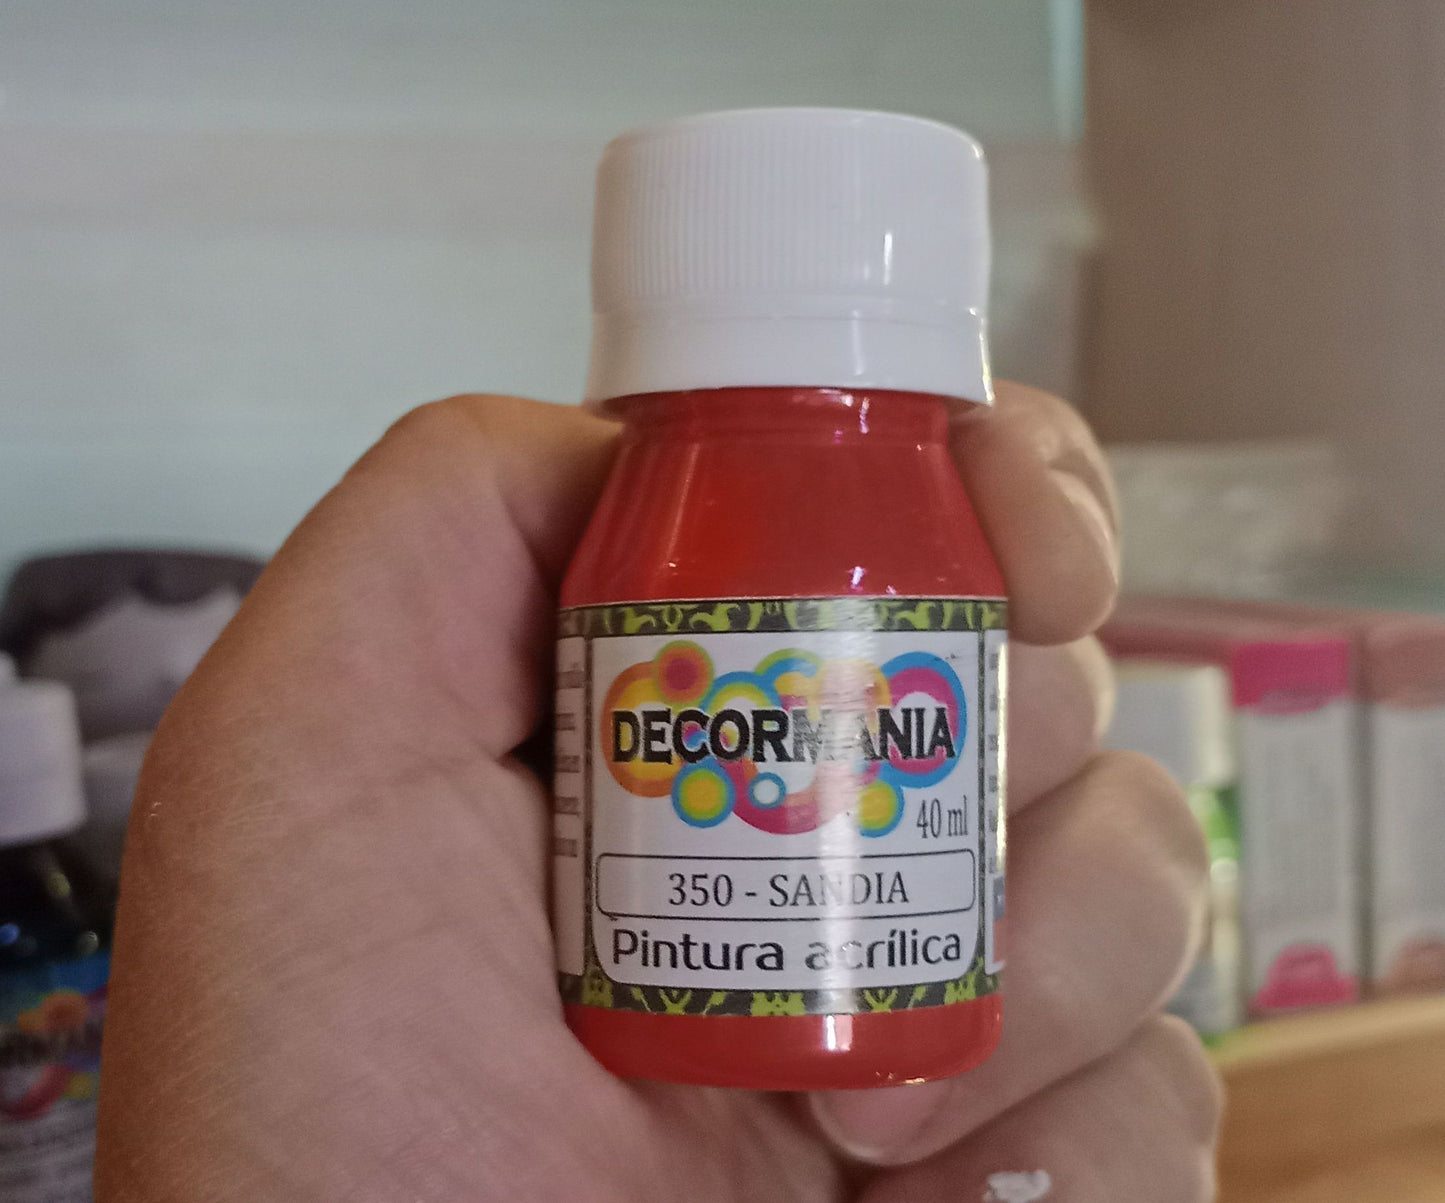 DECORMANIA
40 ml
350 - SANDIA
Pintura acrílica